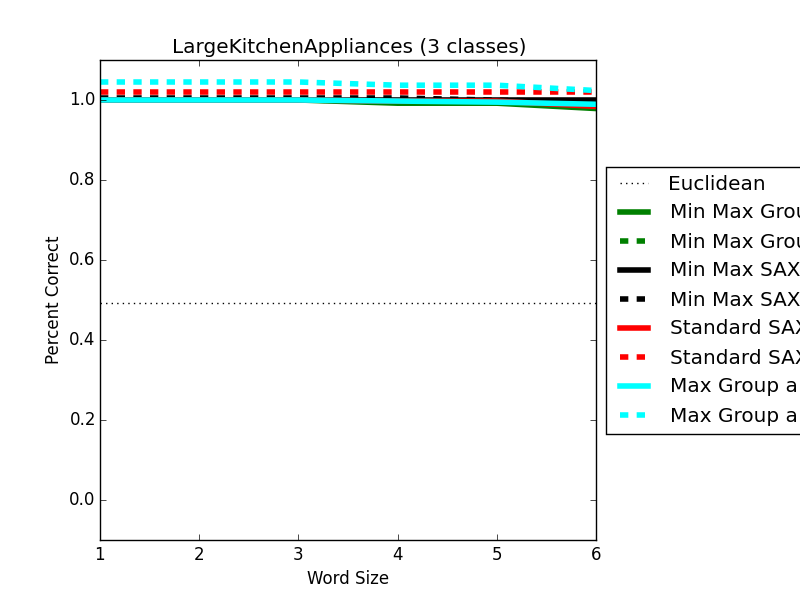 LargeKitchenAppliances (3 classes)
1.0
0.8
0.6
0.4
0.2
0.0
Percent Correct
1 2 3 4 5 6
Word Size
Euclidean
Min Max Grou
Min Max Grou
Min Max SAX
Min Max SAX
Standard SAX
Standard SAX
Max Group a
Max Group a